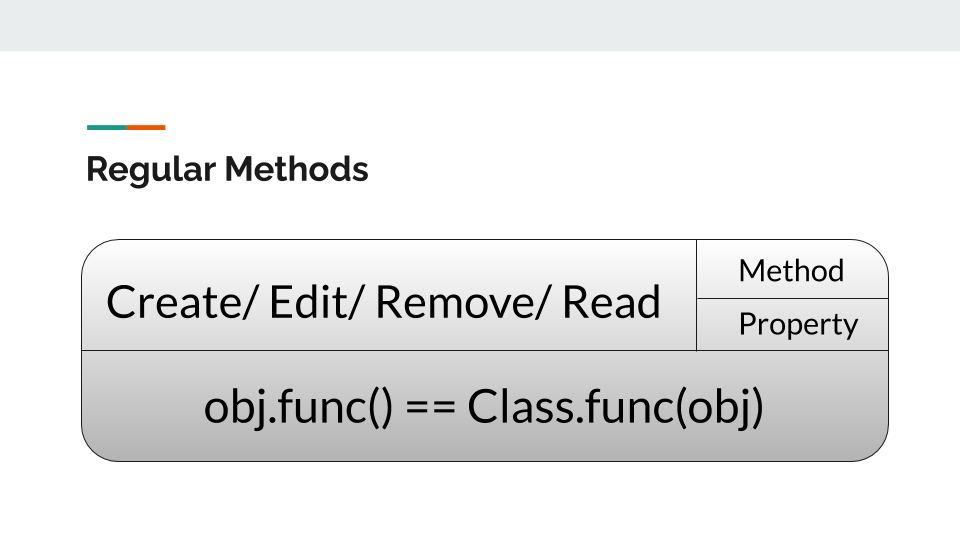 Regular Methods
Create/ Edit/ Remove/ Read
Method
Property
obj.func() == Class.func(obj)